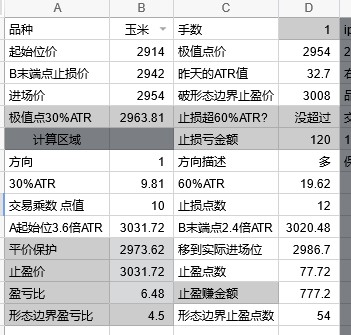 A B C D
品种 玉米 手数 1
起始位价 2914 极值点价 2954
B末端点止损价 2942 昨天的ATR值 32.7
进场价 2954 破形态边界止盈价 3008
极值点30%ATR 2963.81 止损超60%ATR? 没超过
计算区域 止损亏金额 120
方向 1 方向描述 多
30%ATR 9.81 60%ATR 19.62
交易乘数 点值 10 止损点数 12
A起始位3.6倍ATR 3031.72 B末端点2.4倍ATR 3020.48
平价保护 2973.62 移到实际进场位 2986.7
止盈价 3031.72 止盈点数 77.72
盈亏比 6.48 止盈赚金额 777.2
形态边界盈亏比 4.5 形态边界止盈点数 54